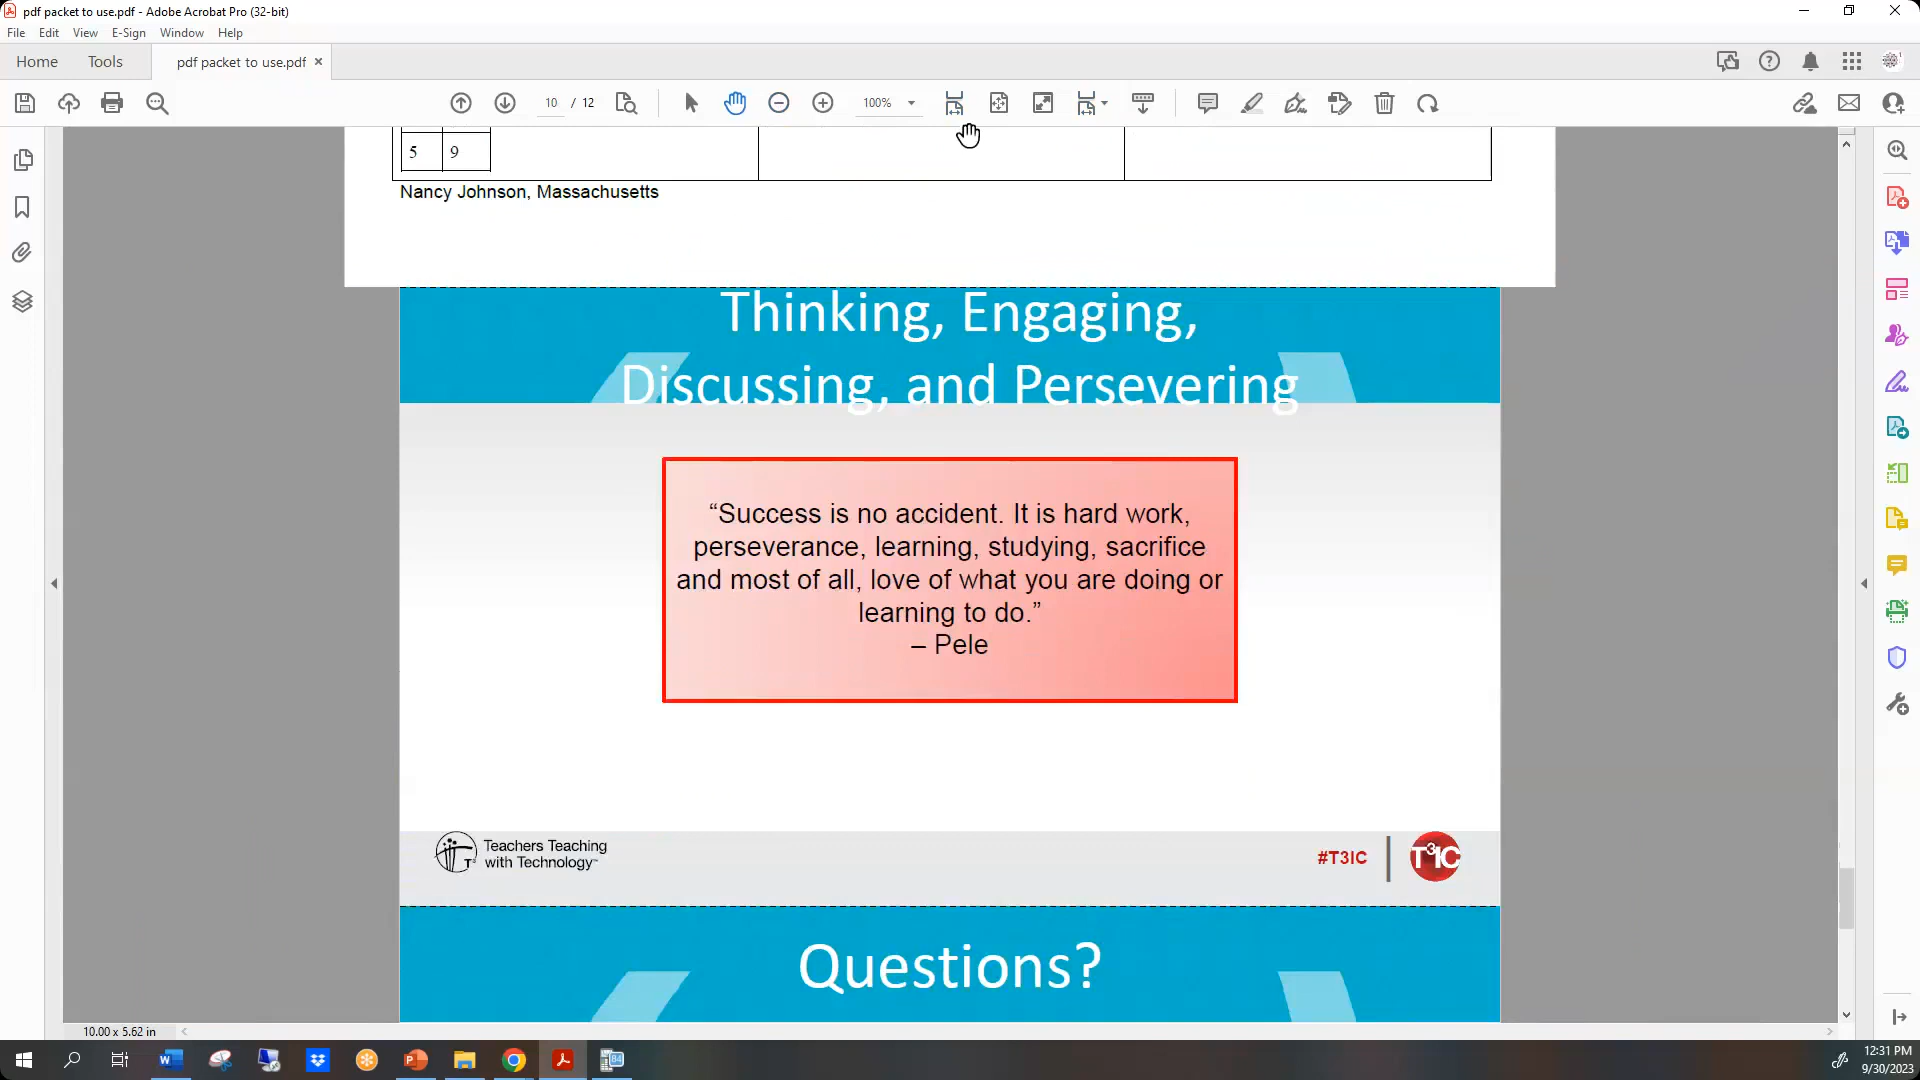 pdf packet to use.pdf - Adobe Acrobat Pro (32-bit)
File Edit View E-Sign Window Help
Home Tools pdf packet to use.pdf ×
10 / 12 100%
5 9
Nancy Johnson, Massachusetts
Thinking, Engaging,
Discussing, and Persevering
“Success is no accident. It is hard work,
perseverance, learning, studying, sacrifice
and most of all, love of what you are doing or
learning to do.”
– Pele
Teachers Teaching
with Technology™
#T3IC
T³IC
Questions?
10.00 x 5.62 in
12:31 PM
9/30/2023